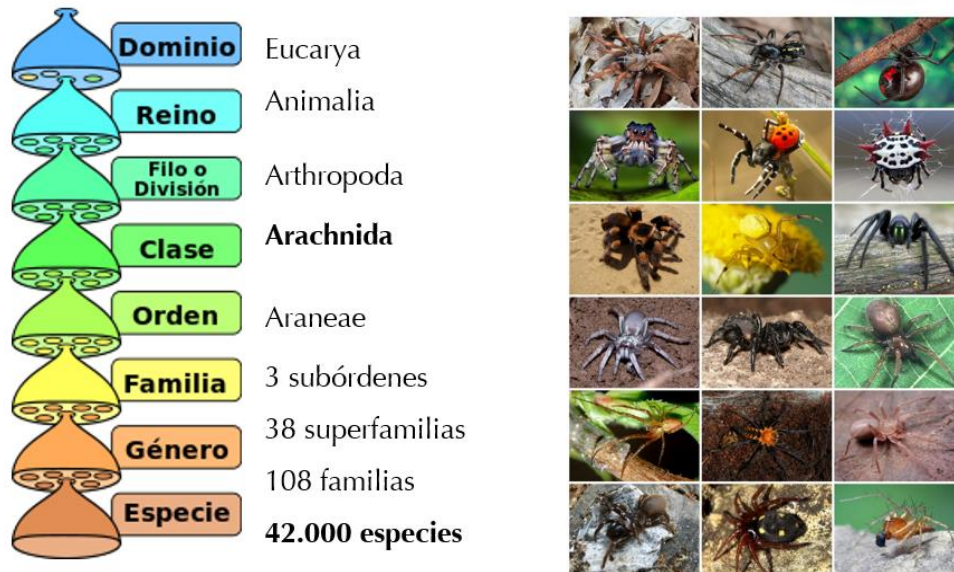 Dominio
Eucarya
Reino
Animalia
Filo o
División
Arthropoda
Clase
Arachnida
Orden
Araneae
Familia
3 subórdenes
Género
38 superfamilias
108 familias
Especie
42.000 especies